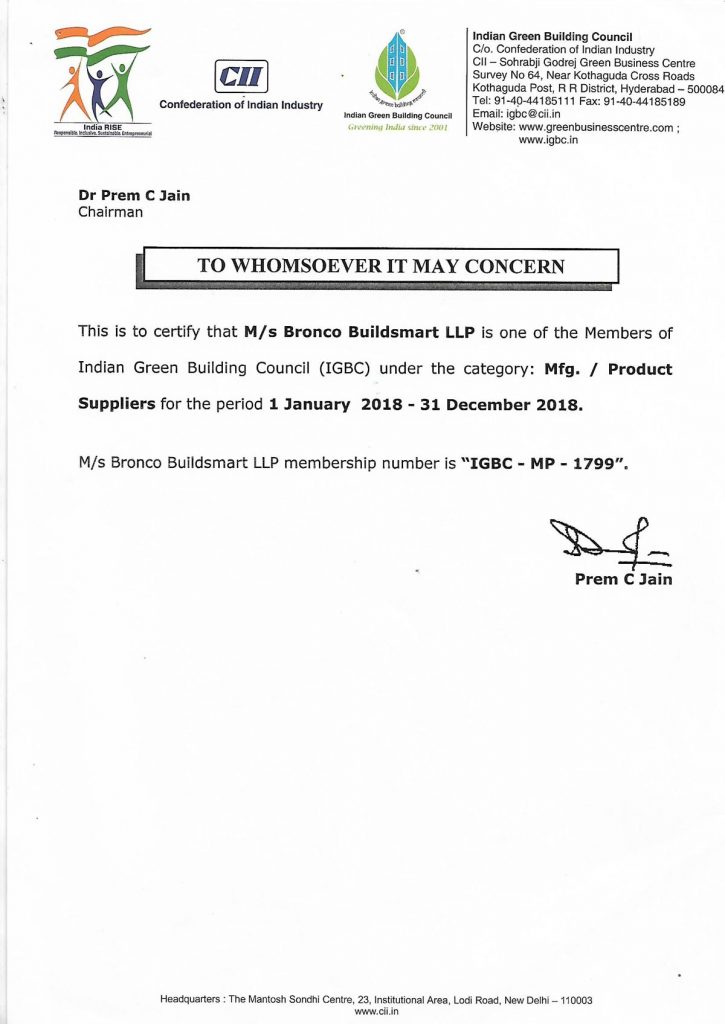 India RISE
Responsible, Inclusive, Sustainable, Entrepreneurial
CII
Confederation of Indian Industry
indian green building council
Indian Green Building Council
Greening India since 2001
Indian Green Building Council
C/o. Confederation of Indian Industry
CII – Sohrabji Godrej Green Business Centre
Survey No 64, Near Kothaguda Cross Roads
Kothaguda Post, R R District, Hyderabad – 500084
Tel: 91-40-44185111 Fax: 91-40-44185189
Email: igbc@cii.in
Website: www.greenbusinesscentre.com ;
www.igbc.in
Dr Prem C Jain
Chairman
TO WHOMSOEVER IT MAY CONCERN
This is to certify that M/s Bronco Buildsmart LLP is one of the Members of
Indian Green Building Council (IGBC) under the category: Mfg. / Product
Suppliers for the period 1 January 2018 - 31 December 2018.
M/s Bronco Buildsmart LLP membership number is “IGBC - MP - 1799”.
Prem C Jain
Headquarters : The Mantosh Sondhi Centre, 23, Institutional Area, Lodi Road, New Delhi – 110003
www.cii.in